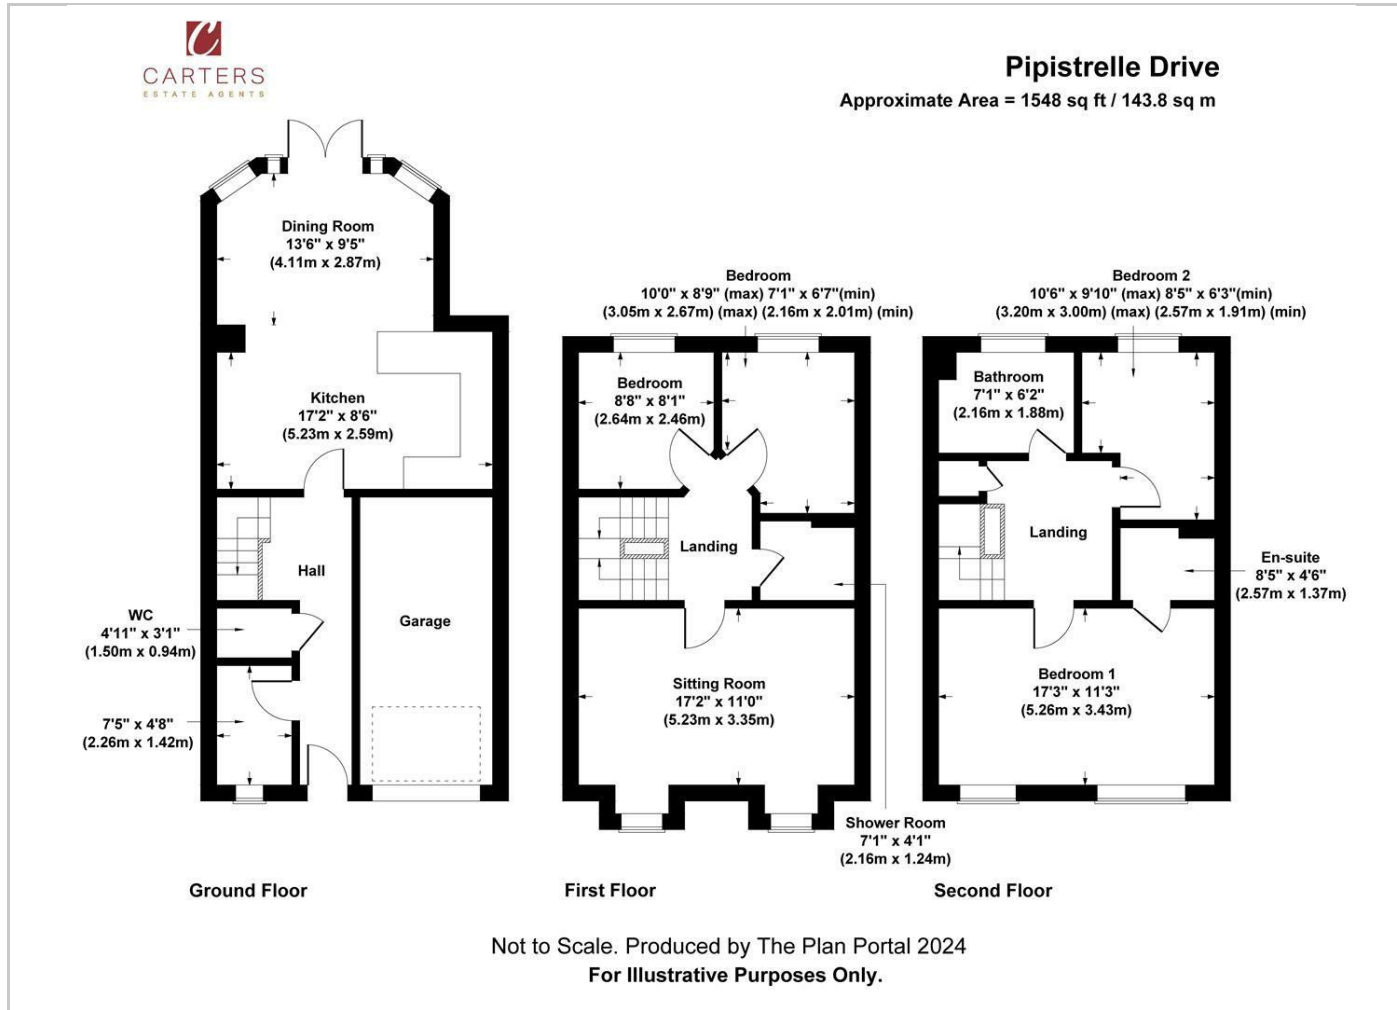 CARTERS
ESTATE AGENTS
Pipistrelle Drive
Approximate Area = 1548 sq ft / 143.8 sq m
Dining Room
13'6" x 9'5"
(4.11m x 2.87m)
Kitchen
17'2" x 8'6"
(5.23m x 2.59m)
Hall
WC
4'11" x 3'1"
(1.50m x 0.94m)
Garage
7'5" x 4'8"
(2.26m x 1.42m)
Ground Floor
Bedroom
10'0" x 8'9" (max) 7'1" x 6'7"(min)
(3.05m x 2.67m) (max) (2.16m x 2.01m) (min)
Bedroom
8'8" x 8'1"
(2.64m x 2.46m)
Landing
Sitting Room
17'2" x 11'0"
(5.23m x 3.35m)
Shower Room
7'1" x 4'1"
(2.16m x 1.24m)
First Floor
Bedroom 2
10'6" x 9'10" (max) 8'5" x 6'3"(min)
(3.20m x 3.00m) (max) (2.57m x 1.91m) (min)
Bathroom
7'1" x 6'2"
(2.16m x 1.88m)
Landing
En-suite
8'5" x 4'6"
(2.57m x 1.37m)
Bedroom 1
17'3" x 11'3"
(5.26m x 3.43m)
Second Floor
Not to Scale. Produced by The Plan Portal 2024
For Illustrative Purposes Only.